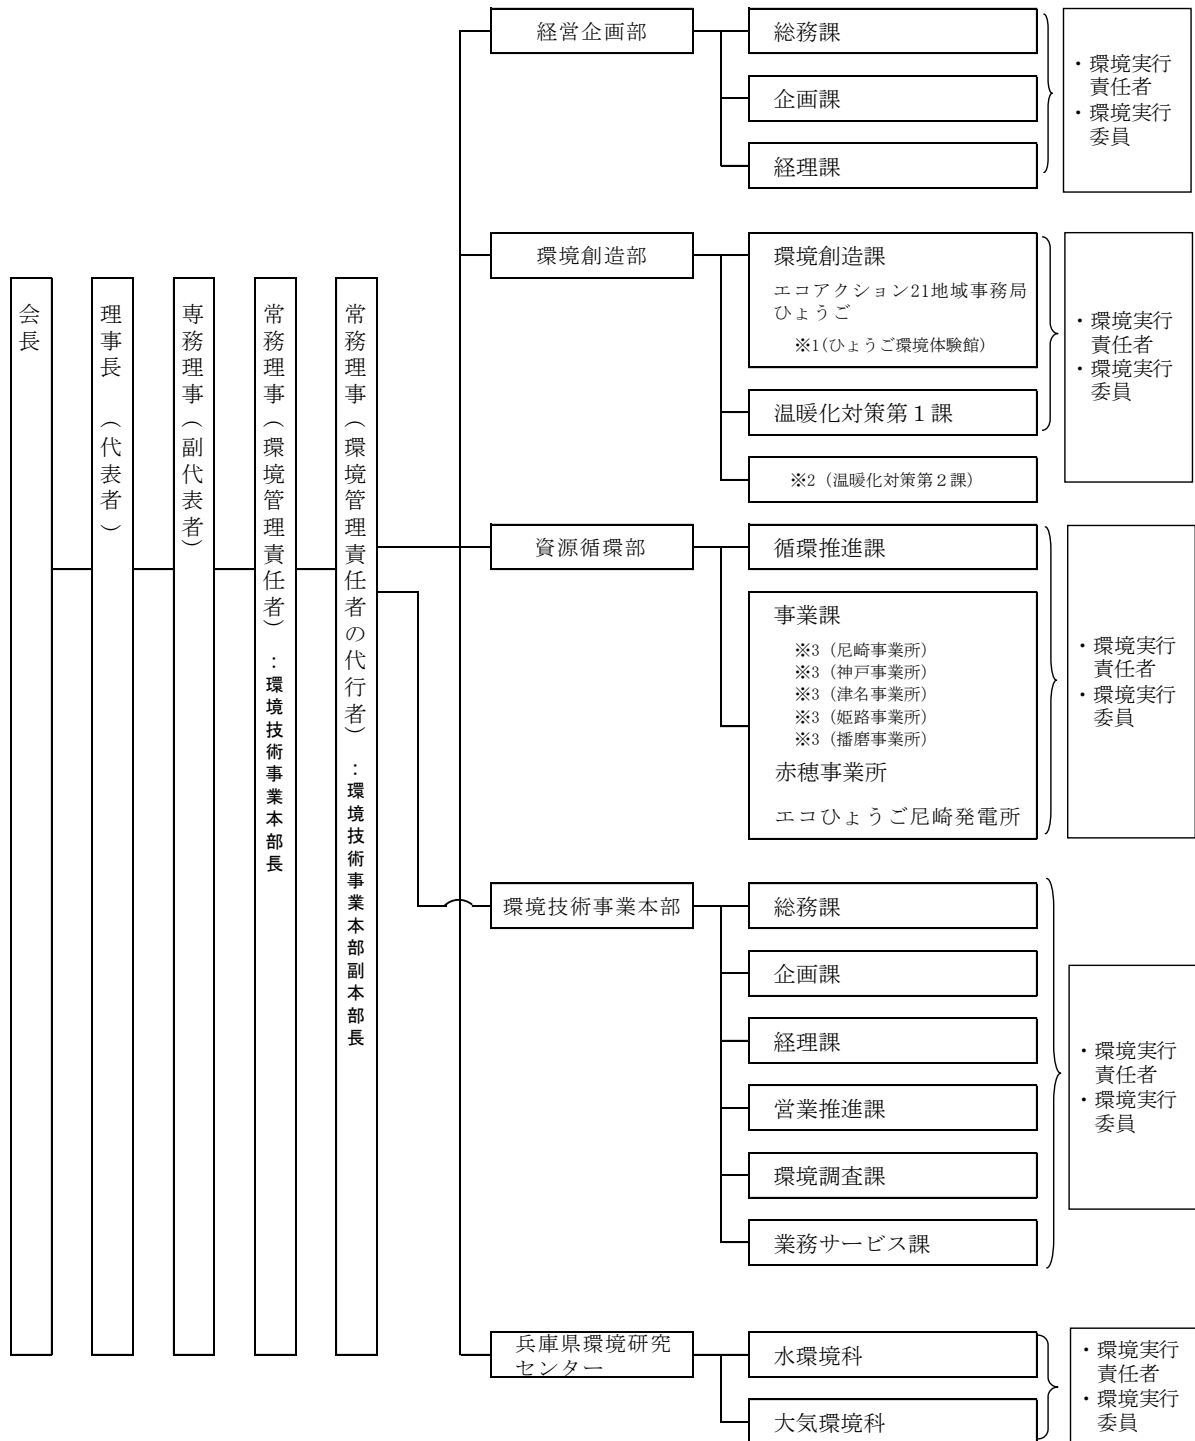 会長
理事長 (代表者)
専務理事(副代表者)
常務理事(環境管理責任者):環境技術事業本部長
常務理事(環境管理責任者の代行者):環境技術事業本部副本部長
経営企画部
総務課
企画課
経理課
・環境実行
責任者
・環境実行
委員
環境創造部
環境創造課
エコアクション21地域事務局
ひょうご
※1(ひょうご環境体験館)
温暖化対策第1課
※2(温暖化対策第2課)
・環境実行
責任者
・環境実行
委員
資源循環部
循環推進課
事業課
※3(尼崎事業所)
※3(神戸事業所)
※3(津名事業所)
※3(姫路事業所)
※3(播磨事業所)
赤穂事業所
エコひょうご尼崎発電所
・環境実行
責任者
・環境実行
委員
環境技術事業本部
総務課
企画課
経理課
営業推進課
環境調査課
業務サービス課
・環境実行
責任者
・環境実行
委員
兵庫県環境研究
センター
水環境科
大気環境科
・環境実行
責任者
・環境実行
委員